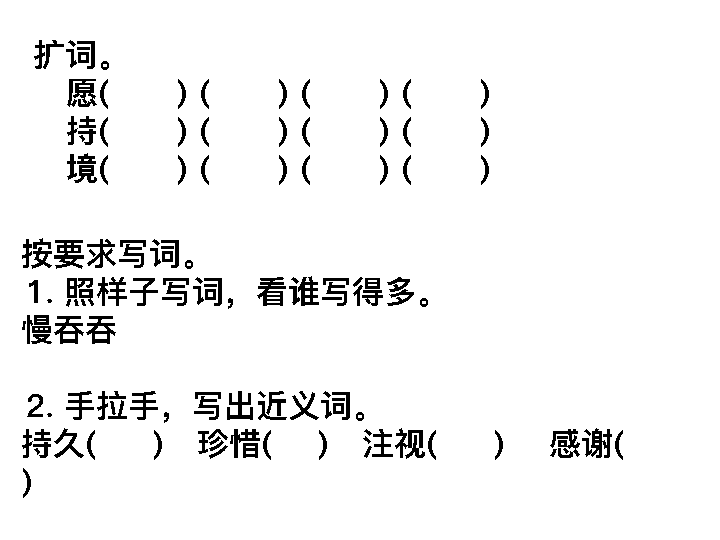 扩词。
愿(　　) (　　) (　　) (　　)
持(　　) (　　) (　　) (　　)
境(　　) (　　) (　　) (　　)
按要求写词。
1. 照样子写词，看谁写得多。
慢吞吞
2. 手拉手，写出近义词。
持久(　　)　珍惜(　　)　注视(　　)　感谢(
)